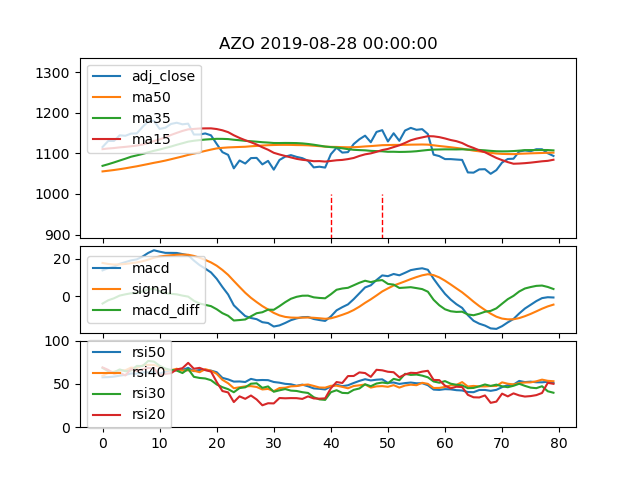 AZO 2019-08-28 00:00:00
1300
1200
1100
1000
900
adj_close
ma50
ma35
ma15
20
0
macd
signal
macd_diff
100
50
0
rsi50
rsi40
rsi30
rsi20
0 10 20 30 40 50 60 70 80